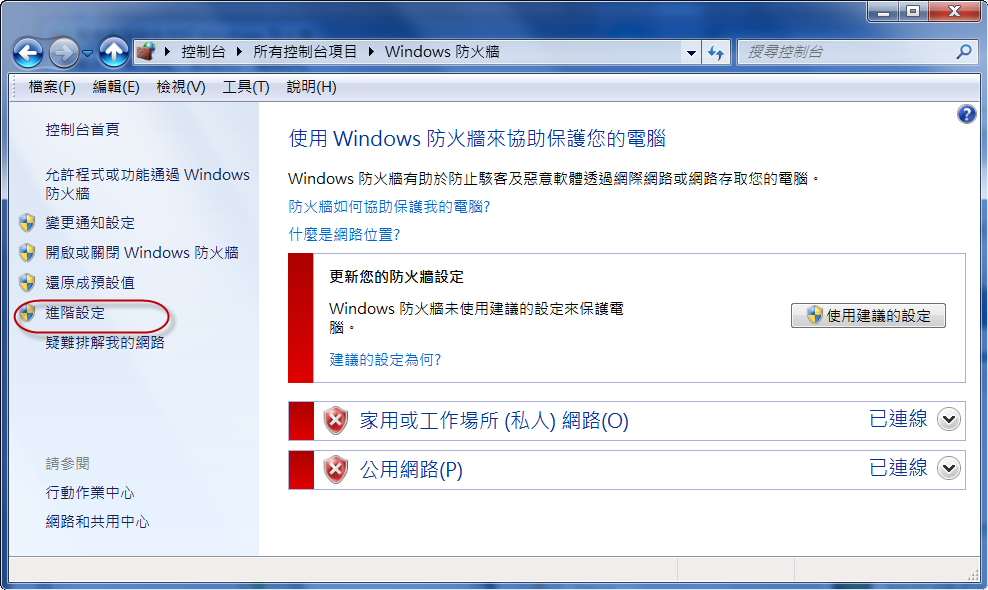 控制台 ▸ 所有控制台項目 ▸ Windows 防火牆
搜尋控制台
檔案(F) 編輯(E) 檢視(V) 工具(T) 說明(H)
控制台首頁
允許程式或功能通過 Windows
防火牆
變更通知設定
開啟或關閉 Windows 防火牆
還原成預設值
進階設定
疑難排解我的網路
請參閱
行動作業中心
網路和共用中心
使用 Windows 防火牆來協助保護您的電腦
Windows 防火牆有助於防止駭客及惡意軟體透過網際網路或網路存取您的電腦。
防火牆如何協助保護我的電腦?
什麼是網路位置?
更新您的防火牆設定
Windows 防火牆未使用建議的設定來保護電
腦。
使用建議的設定
建議的設定為何?
家用或工作場所 (私人) 網路(O) 已連線
公用網路(P) 已連線